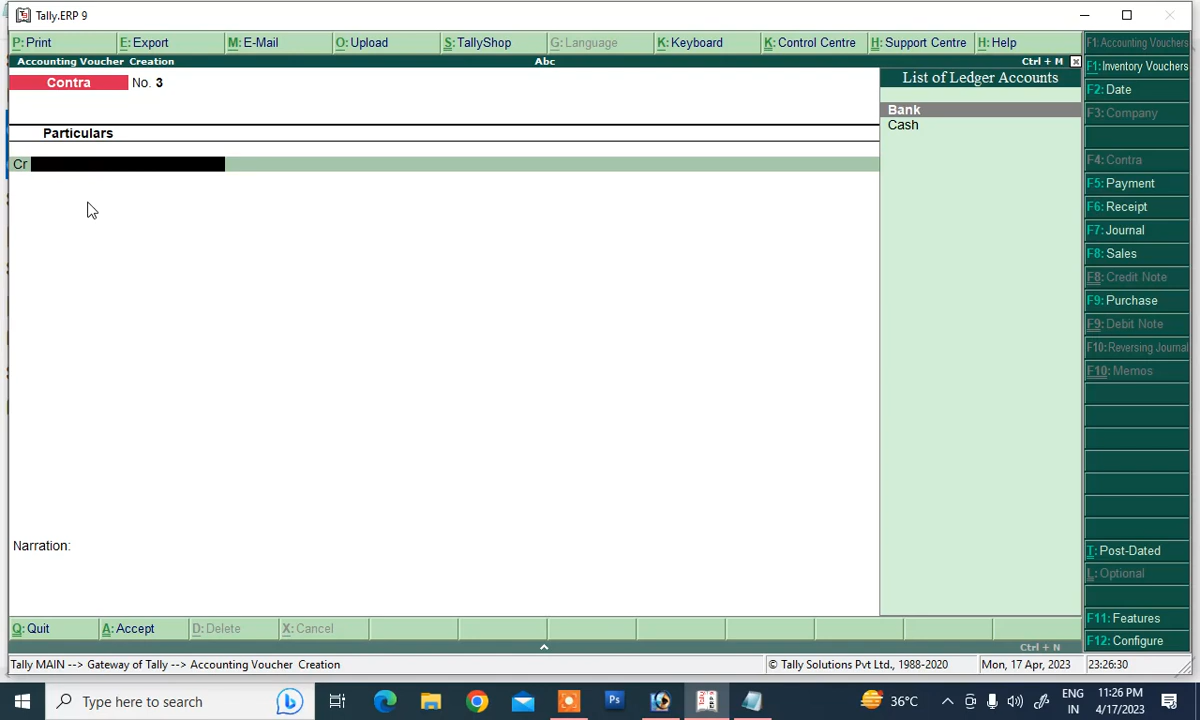 Tally.ERP 9
P: Print
E: Export
M: E-Mail
O: Upload
S: TallyShop
G: Language
K: Keyboard
K: Control Centre
H: Support Centre
H: Help
Accounting Voucher Creation
Abc
Ctrl + M
Contra
No. 3
Particulars
Cr
List of Ledger Accounts
Bank
Cash
F1: Accounting Vouchers
F1: Inventory Vouchers
F2: Date
F3: Company
F4: Contra
F5: Payment
F6: Receipt
F7: Journal
F8: Sales
F8: Credit Note
F9: Purchase
F9: Debit Note
F10: Reversing Journal
F10: Memos
T: Post-Dated
L: Optional
F11: Features
F12: Configure
Narration:
Q: Quit
A: Accept
D: Delete
X: Cancel
Ctrl + N
Tally MAIN --> Gateway of Tally --> Accounting Voucher Creation
© Tally Solutions Pvt Ltd., 1988-2020
Mon, 17 Apr, 2023
23:26:30
Type here to search
Ps
36°C
ENG
IN
11:26 PM
4/17/2023